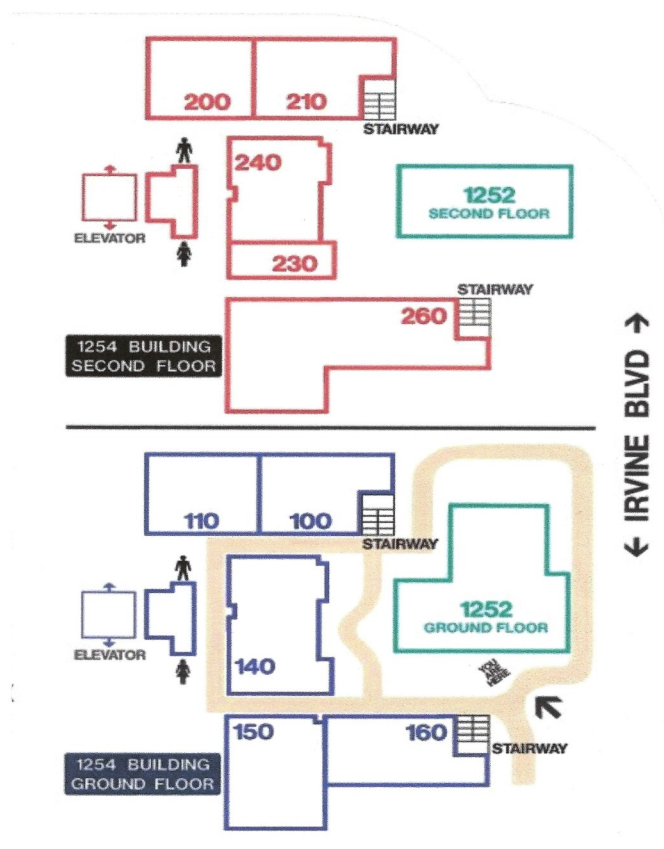 200
210
STAIRWAY
240
1252
SECOND FLOOR
ELEVATOR
230
STAIRWAY
260
1254 BUILDING
SECOND FLOOR
← IRVINE BLVD →
110
100
STAIRWAY
1252
GROUND FLOOR
ELEVATOR
140
YOU
ARE
HERE
150
160
STAIRWAY
1254 BUILDING
GROUND FLOOR